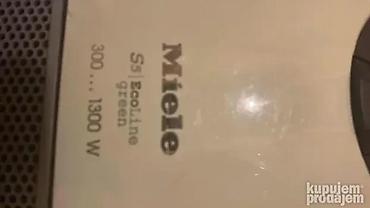 Miele
S5|EcoLine
green
300...1300 W
kupujem
prodajem